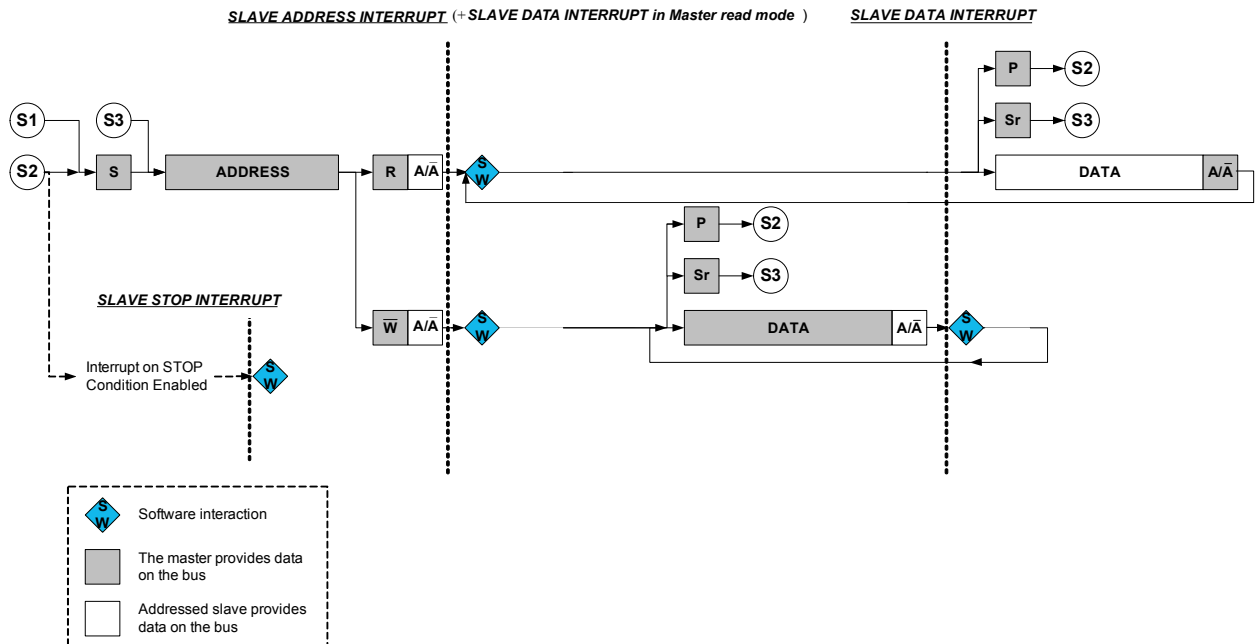 SLAVE ADDRESS INTERRUPT (+SLAVE DATA INTERRUPT in Master read mode )
SLAVE DATA INTERRUPT
P
S2
S1
S3
Sr
S3
S2
S
ADDRESS
R
A/A̅
S
W
DATA
A/A̅
P
S2
Sr
S3
SLAVE STOP INTERRUPT
W̅
A/A̅
S
W
DATA
A/A̅
S
W
Interrupt on STOP
Condition Enabled
S
W
S
W
Software interaction
The master provides data
on the bus
Addressed slave provides
data on the bus